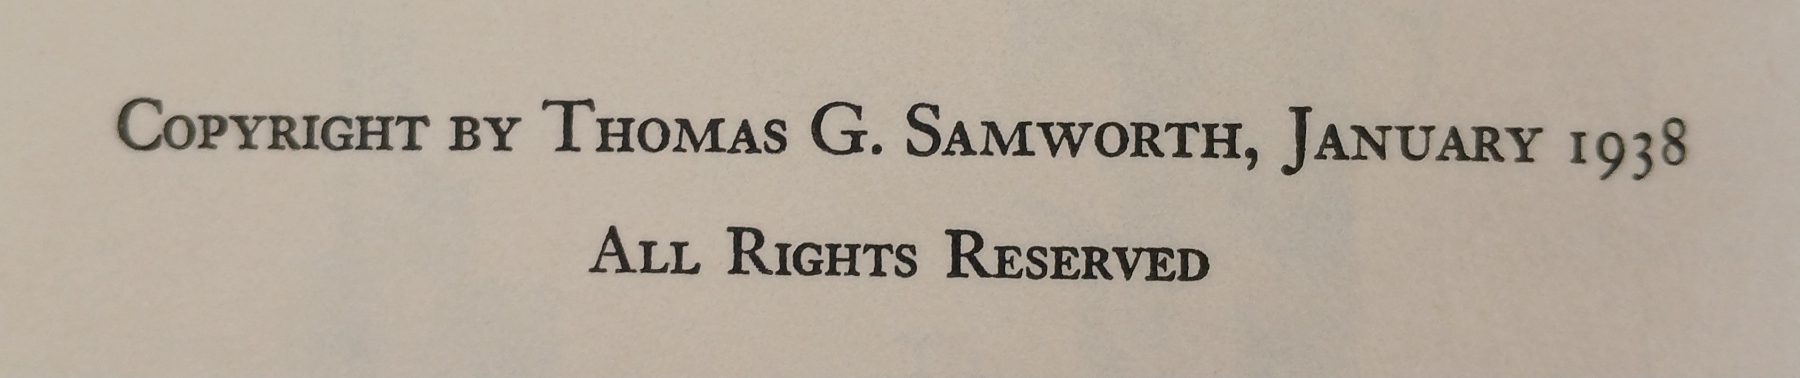 Copyright by Thomas G. Samworth, January 1938
All Rights Reserved